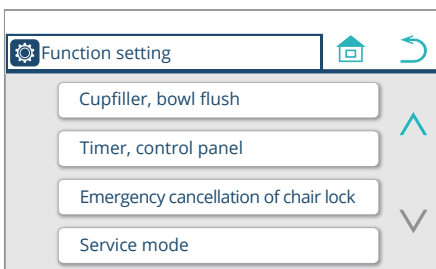 Function setting
Cupfiller, bowl flush
Timer, control panel
Emergency cancellation of chair lock
Service mode